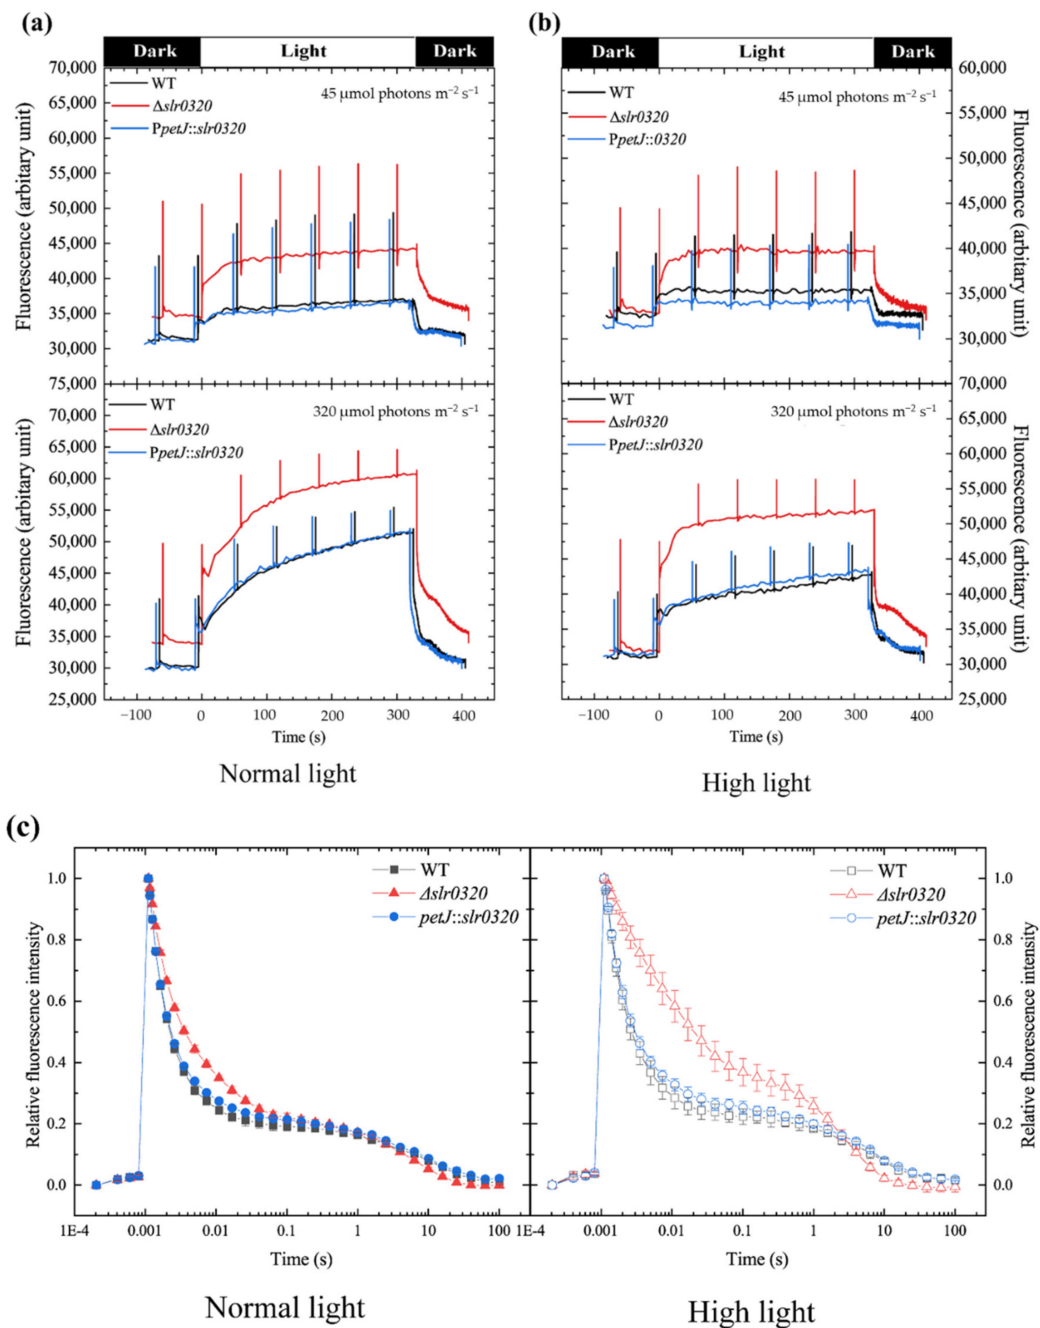 (a)
Dark Light Dark
70,000
65,000
60,000
55,000
50,000
45,000
40,000
35,000
30,000
Fluorescence (arbitrary unit)
WT
Δslr0320
PpetJ::slr0320
45 μmol photons m⁻² s⁻¹
75,000
70,000
65,000
60,000
55,000
50,000
45,000
40,000
35,000
30,000
25,000
Fluorescence (arbitrary unit)
WT
Δslr0320
PpetJ::slr0320
320 μmol photons m⁻² s⁻¹
−100 0 100 200 300 400
Time (s)
Normal light
(b)
Dark Light Dark
60,000
55,000
50,000
45,000
40,000
35,000
30,000
Fluorescence (arbitrary unit)
WT
Δslr0320
PpetJ::0320
45 μmol photons m⁻² s⁻¹
70,000
65,000
60,000
55,000
50,000
45,000
40,000
35,000
30,000
25,000
Fluorescence (arbitrary unit)
WT
Δslr0320
PpetJ::slr0320
320 μmol photons m⁻² s⁻¹
−100 0 100 200 300 400
Time (s)
High light
(c)
1.0
0.8
0.6
0.4
0.2
0.0
Relative fluorescence intensity
WT
Δslr0320
petJ::slr0320
1E-4 0.001 0.01 0.1 1 10 100
Time (s)
Normal light
WT
Δslr0320
petJ::slr0320
1.0
0.8
0.6
0.4
0.2
0.0
Relative fluorescence intensity
0.001 0.01 0.1 1 10 100
Time (s)
High light